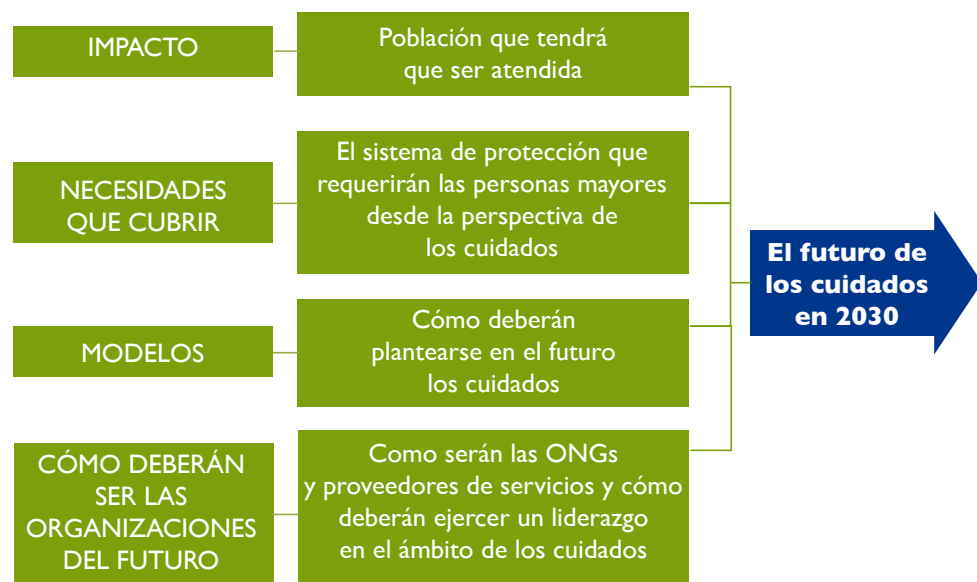 IMPACTO
Población que tendrá
que ser atendida
NECESIDADES
QUE CUBRIR
El sistema de protección que
requerirán las personas mayores
desde la perspectiva de
los cuidados
MODELOS
Cómo deberán
plantearse en el futuro
los cuidados
CÓMO DEBERÁN
SER LAS
ORGANIZACIONES
DEL FUTURO
Como serán las ONGs
y proveedores de servicios y cómo
deberán ejercer un liderazgo
en el ámbito de los cuidados
El futuro de
los cuidados
en 2030